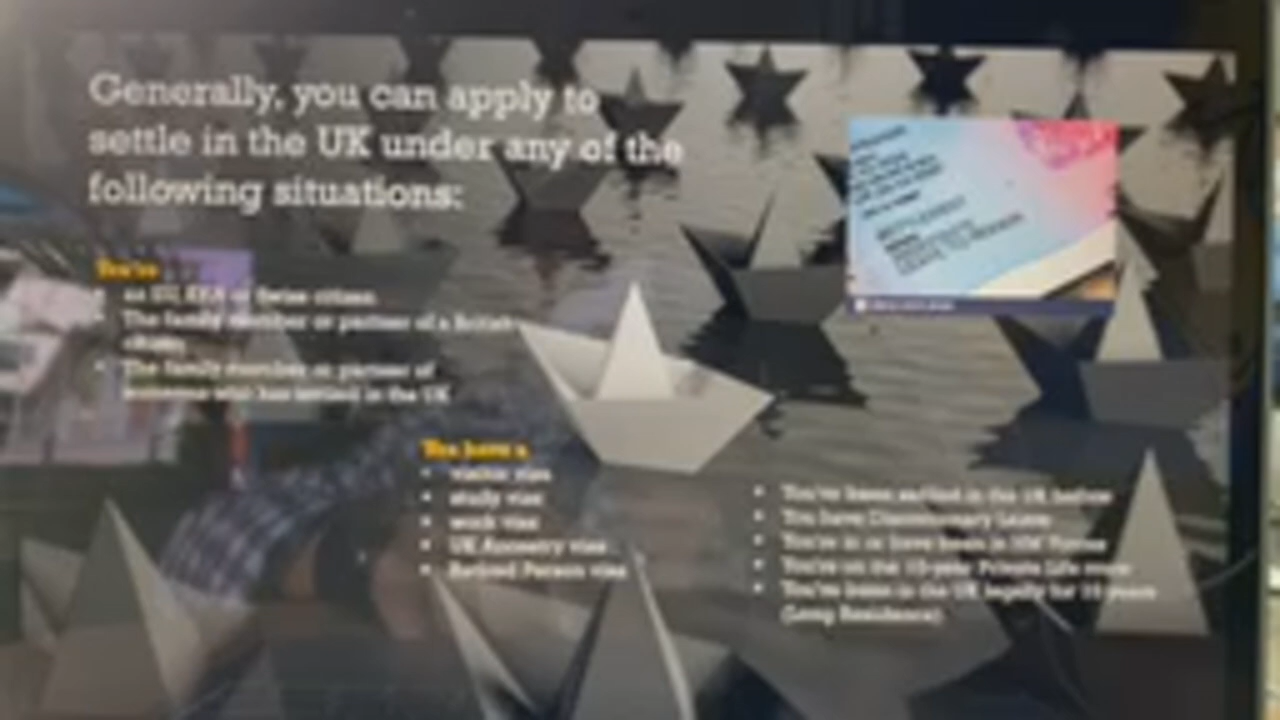 Generally, you can apply to
settle in the UK under any of the
following situations:
You're
• an EU, EEA or Swiss citizen
• The family member or partner of a British
citizen
• The family member or partner of
someone who has settled in the UK
You have a
• visitor visa
• study visa
• work visa
• UK Ancestry visa
• Retired Person visa
• You've been settled in the UK before
• You have Discretionary Leave
• You're in or have been in HM Forces
• You're on the 10-year Private Life route
• You've been in the UK legally for 10 years
(Long Residence)